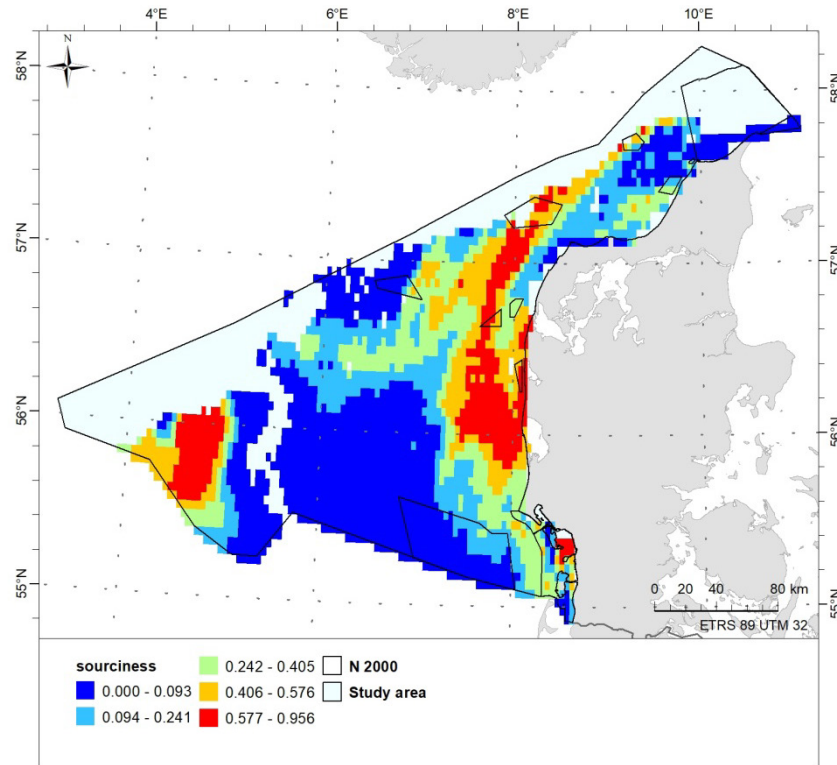 4°E 6°E 8°E 10°E
N
58°N 58°N
57°N 57°N
56°N 56°N
55°N 55°N
0 20 40 80 km
ETRS 89 UTM 32
sourciness 0.242 - 0.405 N 2000
0.000 - 0.093 0.406 - 0.576 Study area
0.094 - 0.241 0.577 - 0.956